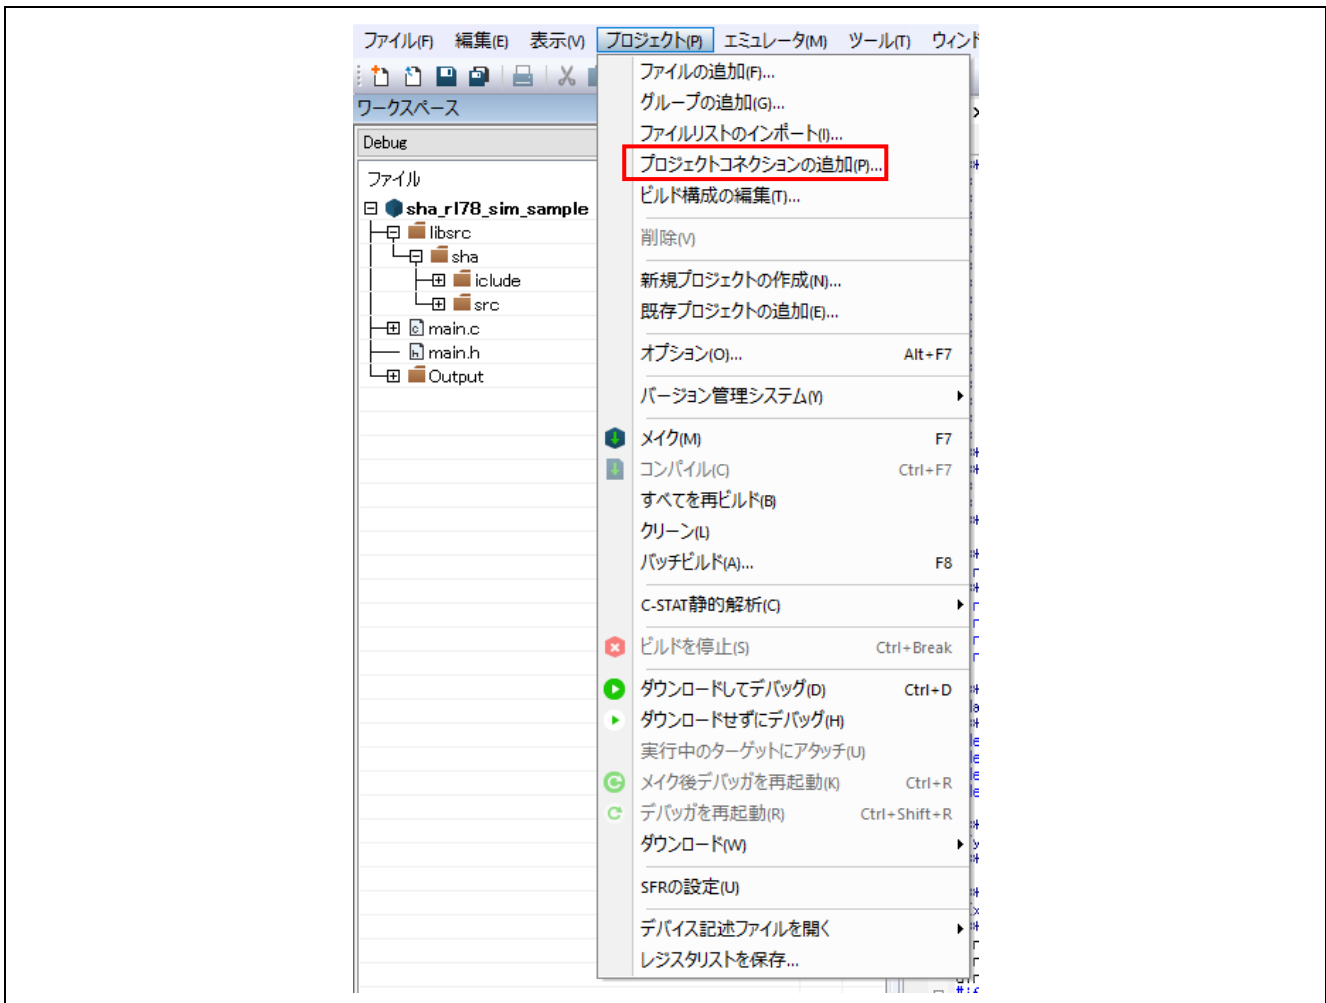 ファイル(F) 編集(E) 表示(V) プロジェクト(P) エミュレータ(M) ツール(T) ウィンド
ワークスペース
Debug
ファイル
sha_rl78_sim_sample
libsrc
sha
iclude
src
main.c
main.h
Output
ファイルの追加(F)...
グループの追加(G)...
ファイルリストのインポート(I)...
プロジェクトコネクションの追加(P)...
ビルド構成の編集(T)...
削除(V)
新規プロジェクトの作成(N)...
既存プロジェクトの追加(E)...
オプション(O)... Alt+F7
バージョン管理システム(Y)
メイク(M) F7
コンパイル(C) Ctrl+F7
すべてを再ビルド(B)
クリーン(L)
バッチビルド(A)... F8
C-STAT静的解析(C)
ビルドを停止(S) Ctrl+Break
ダウンロードしてデバッグ(D) Ctrl+D
ダウンロードせずにデバッグ(H)
実行中のターゲットにアタッチ(U)
メイク後デバッガを再起動(K) Ctrl+R
デバッガを再起動(R) Ctrl+Shift+R
ダウンロード(W)
SFRの設定(U)
デバイス記述ファイルを開く
レジスタリストを保存...